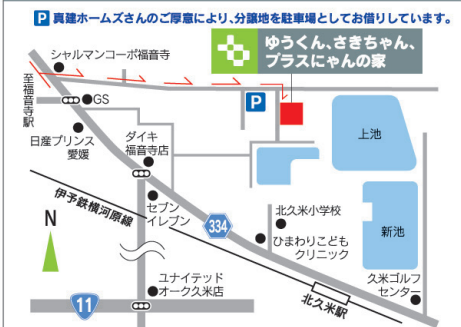 P 真建ホームズさんのご厚意により、分譲地を駐車場としてお借りしています。
ゆうくん、さきちゃん、
プラスにゃんの家
シャルマンコーポ福音寺
至福音寺駅
GS
P
日産プリンス
愛媛
ダイキ
福音寺店
上池
伊予鉄横河原線
セブン
イレブン
334
北久米小学校
ひまわりこども
クリニック
新池
N
ユナイテッド
オーク久米店
11
北久米駅
久米ゴルフ
センター